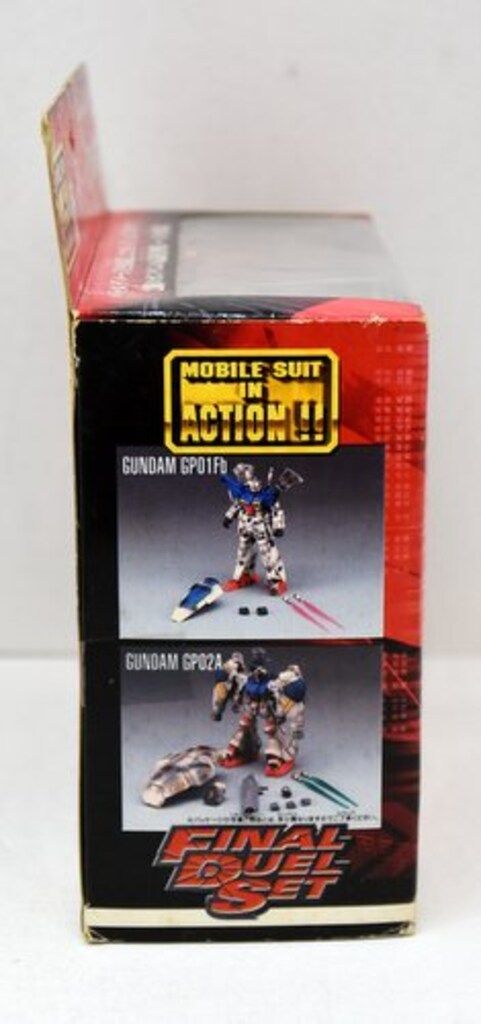 MOBILE SUIT
IN
ACTION !!
GUNDAM GP01Fb
GUNDAM GP02A
FINAL
DUEL
SET